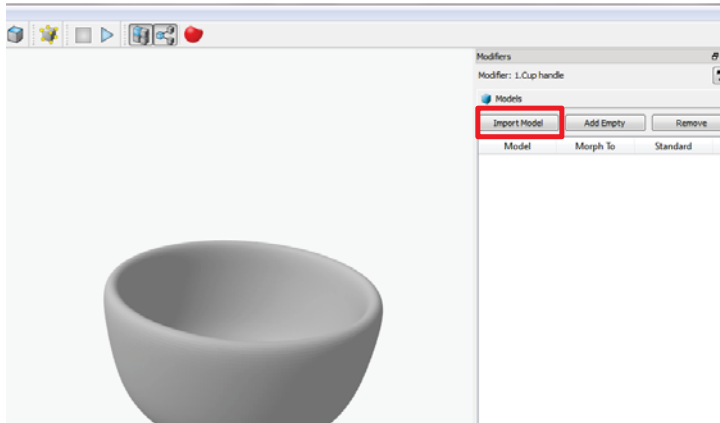 Modifiers
Modifier: 1.Cup handle
Models
Import Model Add Empty Remove
Model Morph To Standard